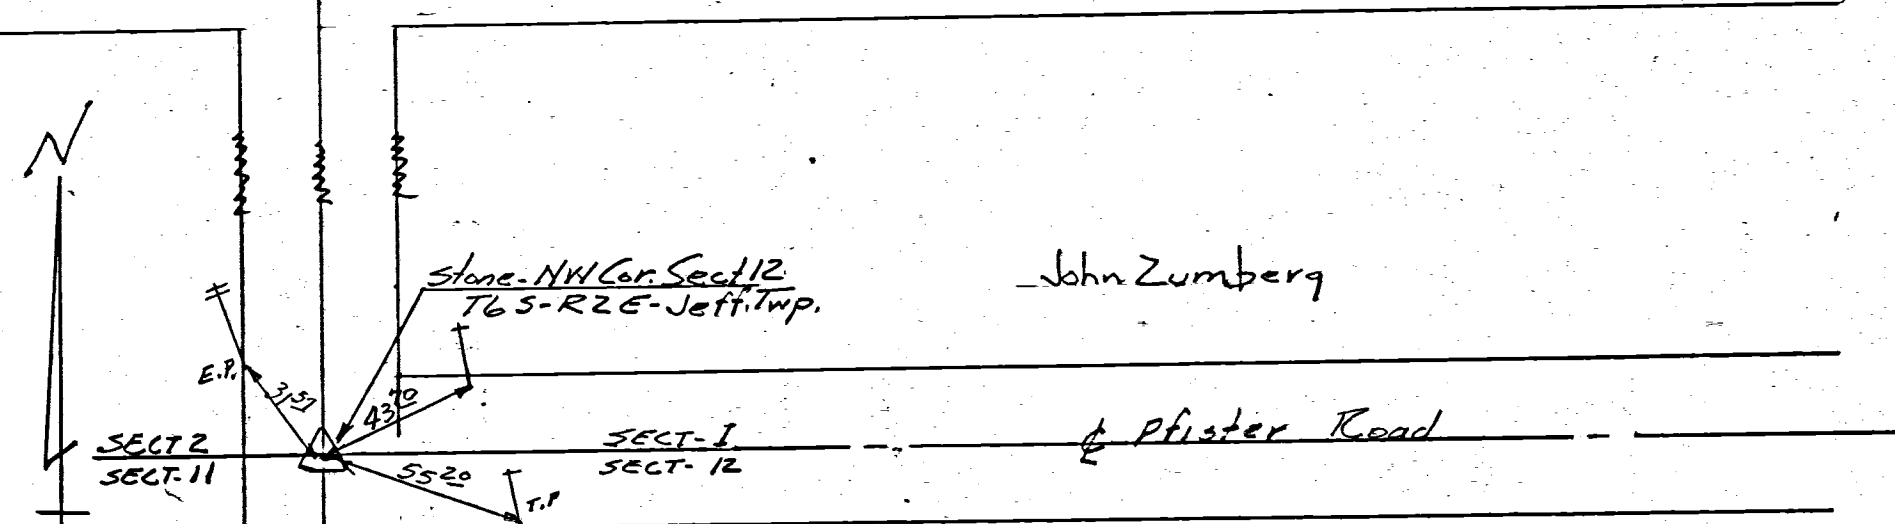 N
Stone-NW Cor. Sect 12
T6S-R2E-Jeff. Twp.
John Zumberg
E.P.
31 57
43 70
SECT 2
SECT-11
SECT-1
SECT-12
℄ Pfister Road
55 20
T.P